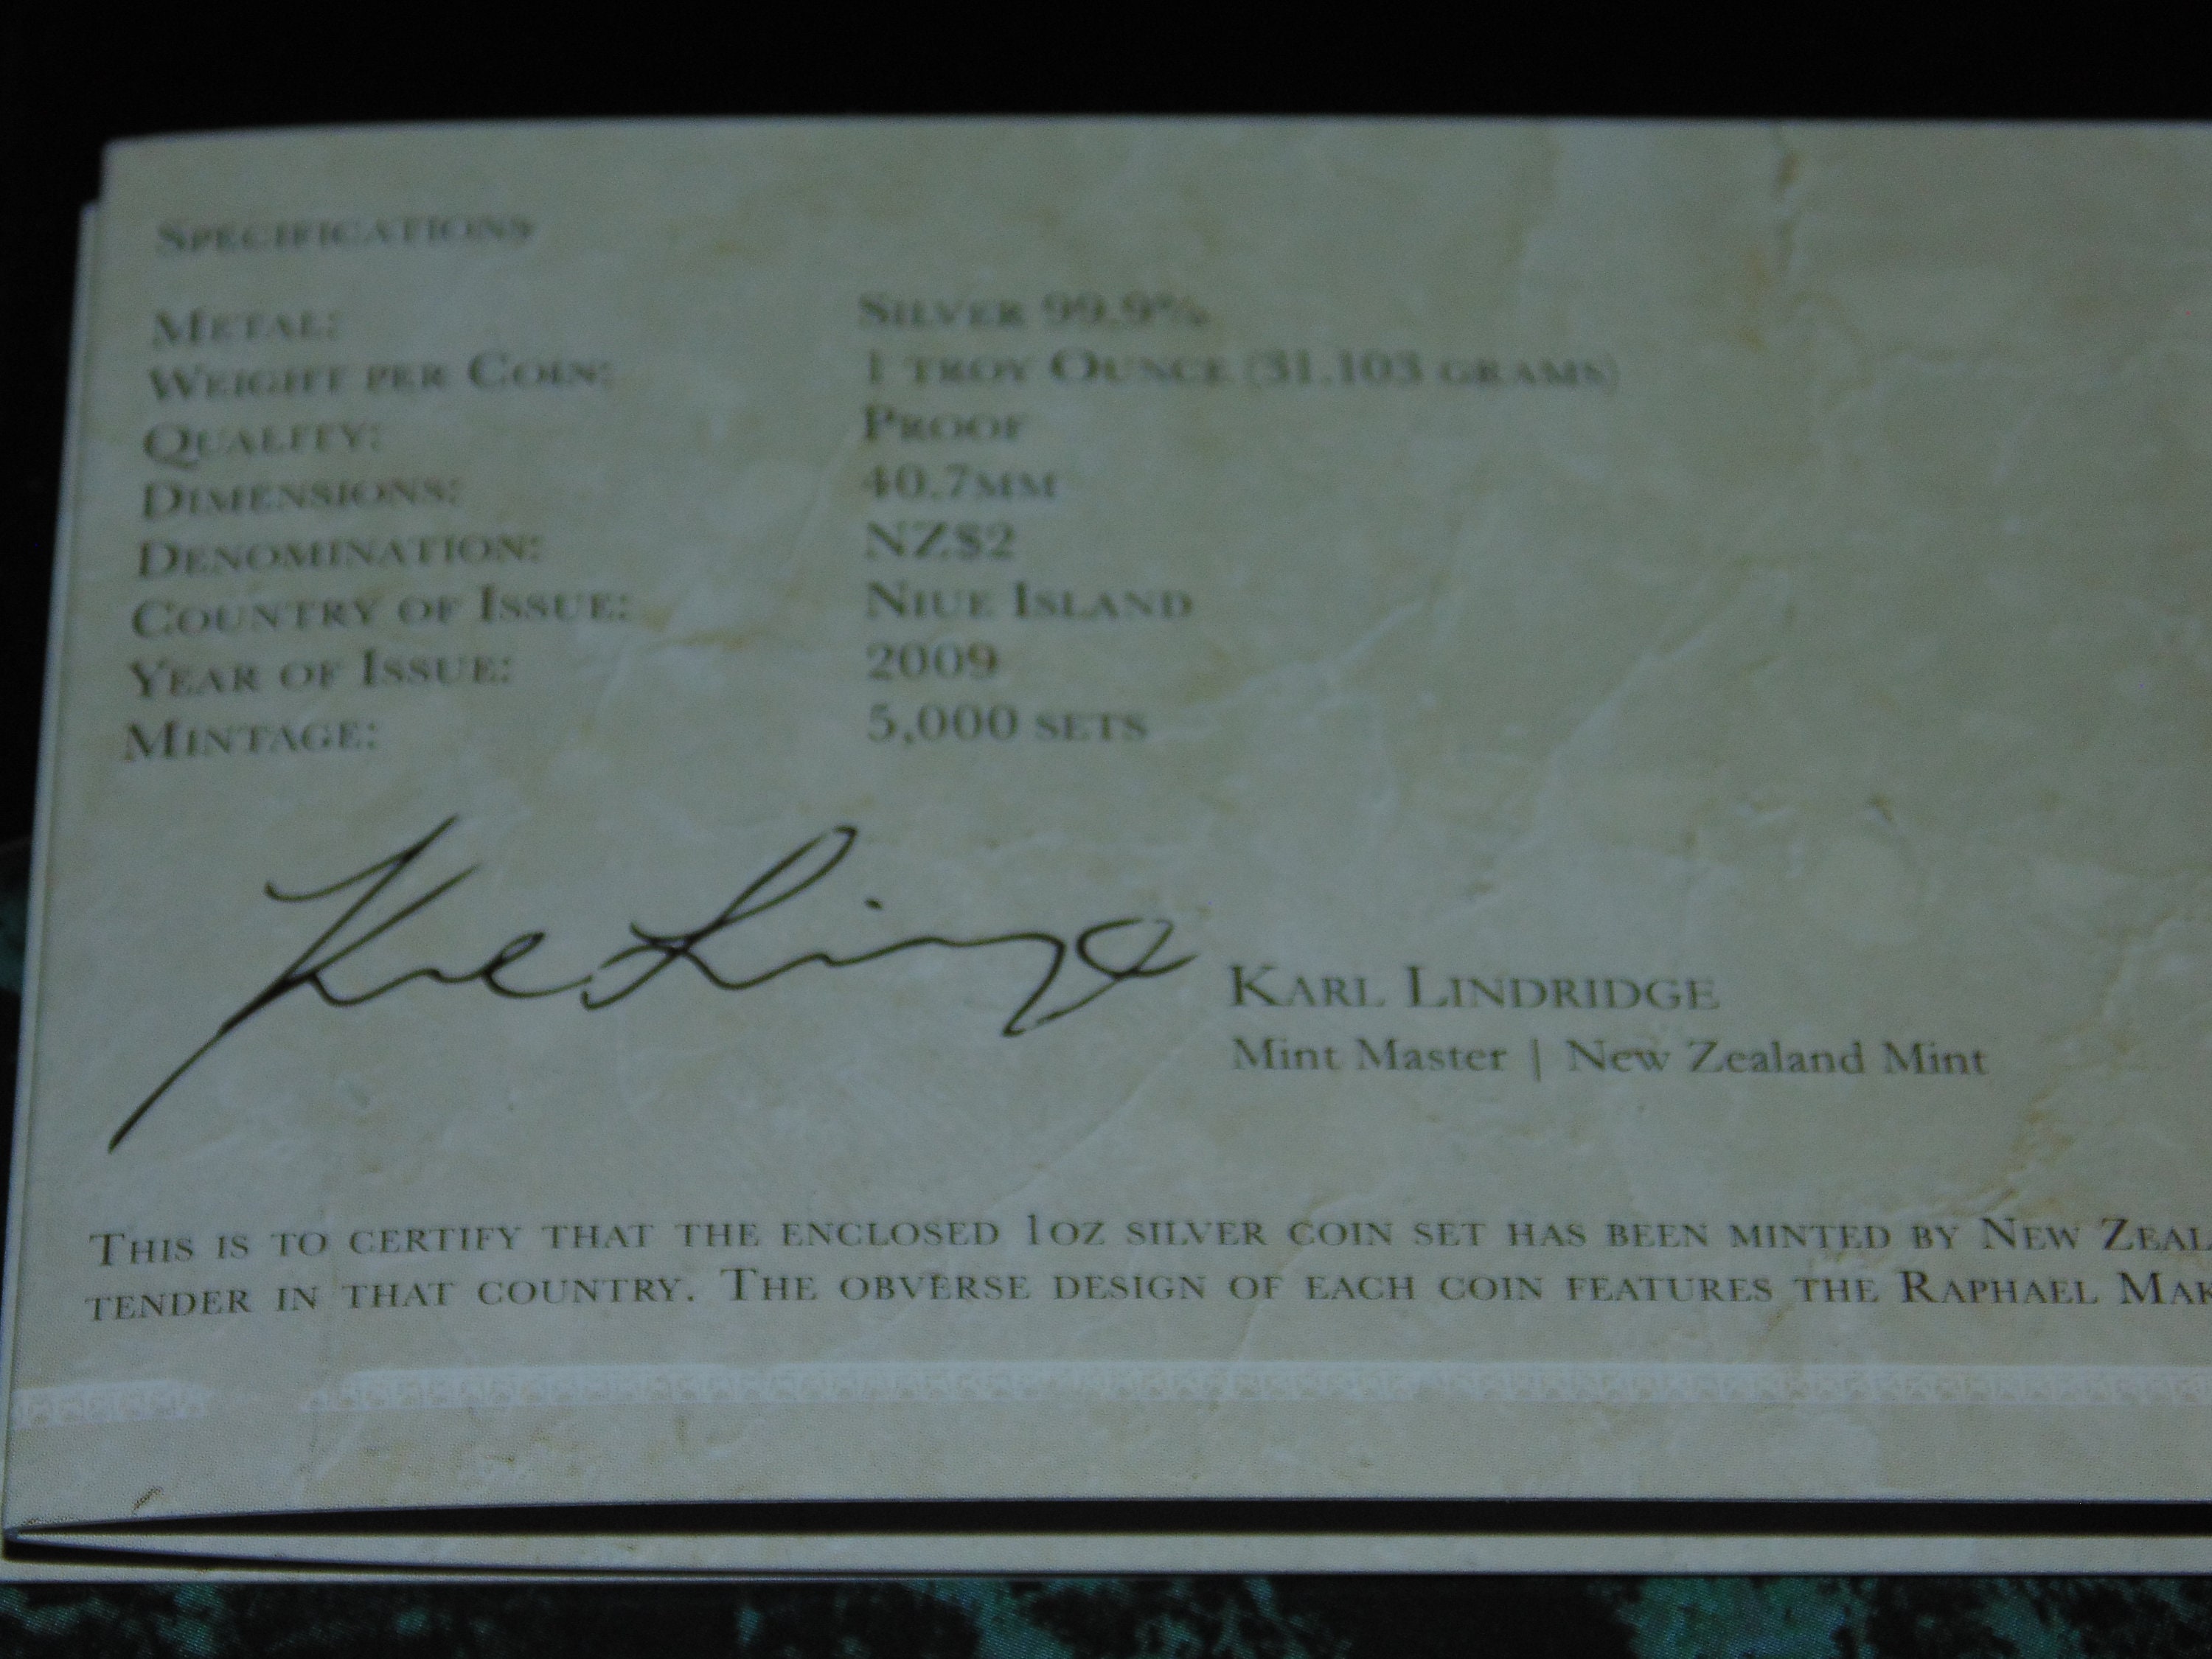 SPECIFICATIONS
METAL: SILVER 99.9%
WEIGHT PER COIN: 1 TROY OUNCE (31.103 GRAMS)
QUALITY: PROOF
DIMENSIONS: 40.7MM
DENOMINATION: NZ$2
COUNTRY OF ISSUE: NIUE ISLAND
YEAR OF ISSUE: 2009
MINTAGE: 5,000 SETS
KARL LINDRIDGE
Mint Master | New Zealand Mint
THIS IS TO CERTIFY THAT THE ENCLOSED 1OZ SILVER COIN SET HAS BEEN MINTED BY NEW ZEAL
TENDER IN THAT COUNTRY. THE OBVERSE DESIGN OF EACH COIN FEATURES THE RAPHAEL MAK